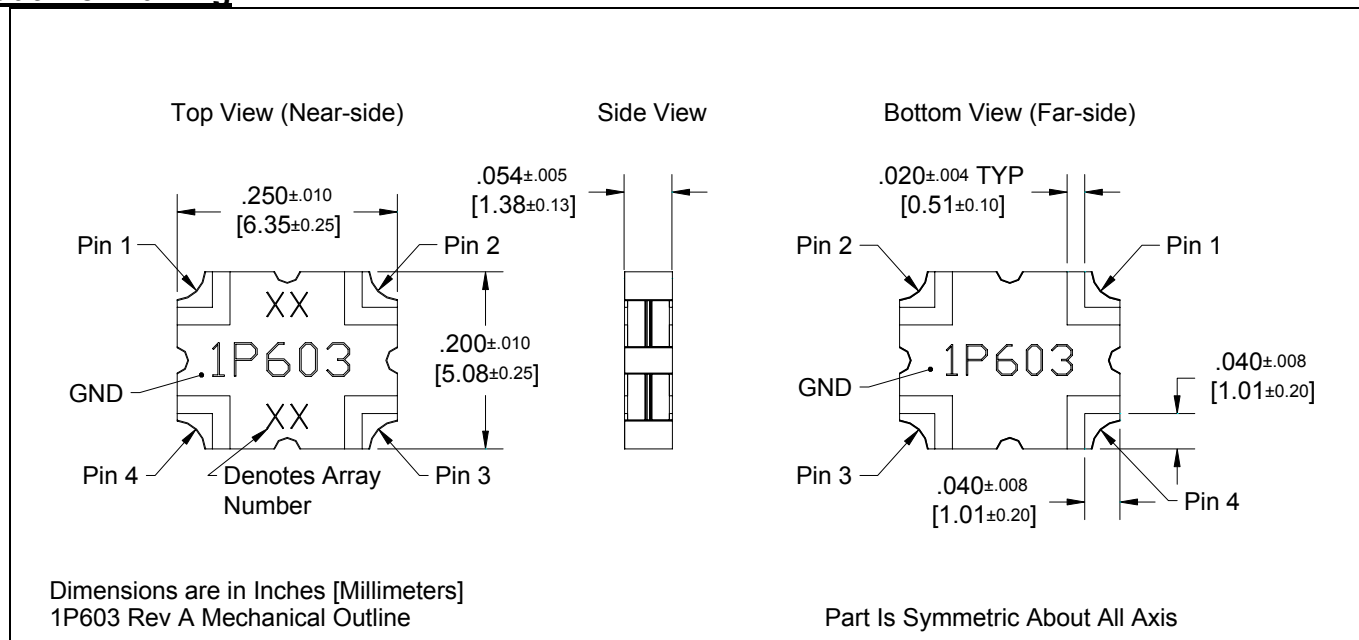 Top View (Near-side)
Side View
Bottom View (Far-side)
.250±.010
[6.35±0.25]
.054±.005
[1.38±0.13]
.020±.004 TYP
[0.51±0.10]
Pin 1
Pin 2
Pin 2
Pin 1
XX
1P603
GND
XX
.200±.010
[5.08±0.25]
1P603
GND
.040±.008
[1.01±0.20]
Pin 4
Denotes Array
Number
Pin 3
Pin 3
.040±.008
[1.01±0.20]
Pin 4
Dimensions are in Inches [Millimeters]
1P603 Rev A Mechanical Outline
Part Is Symmetric About All Axis